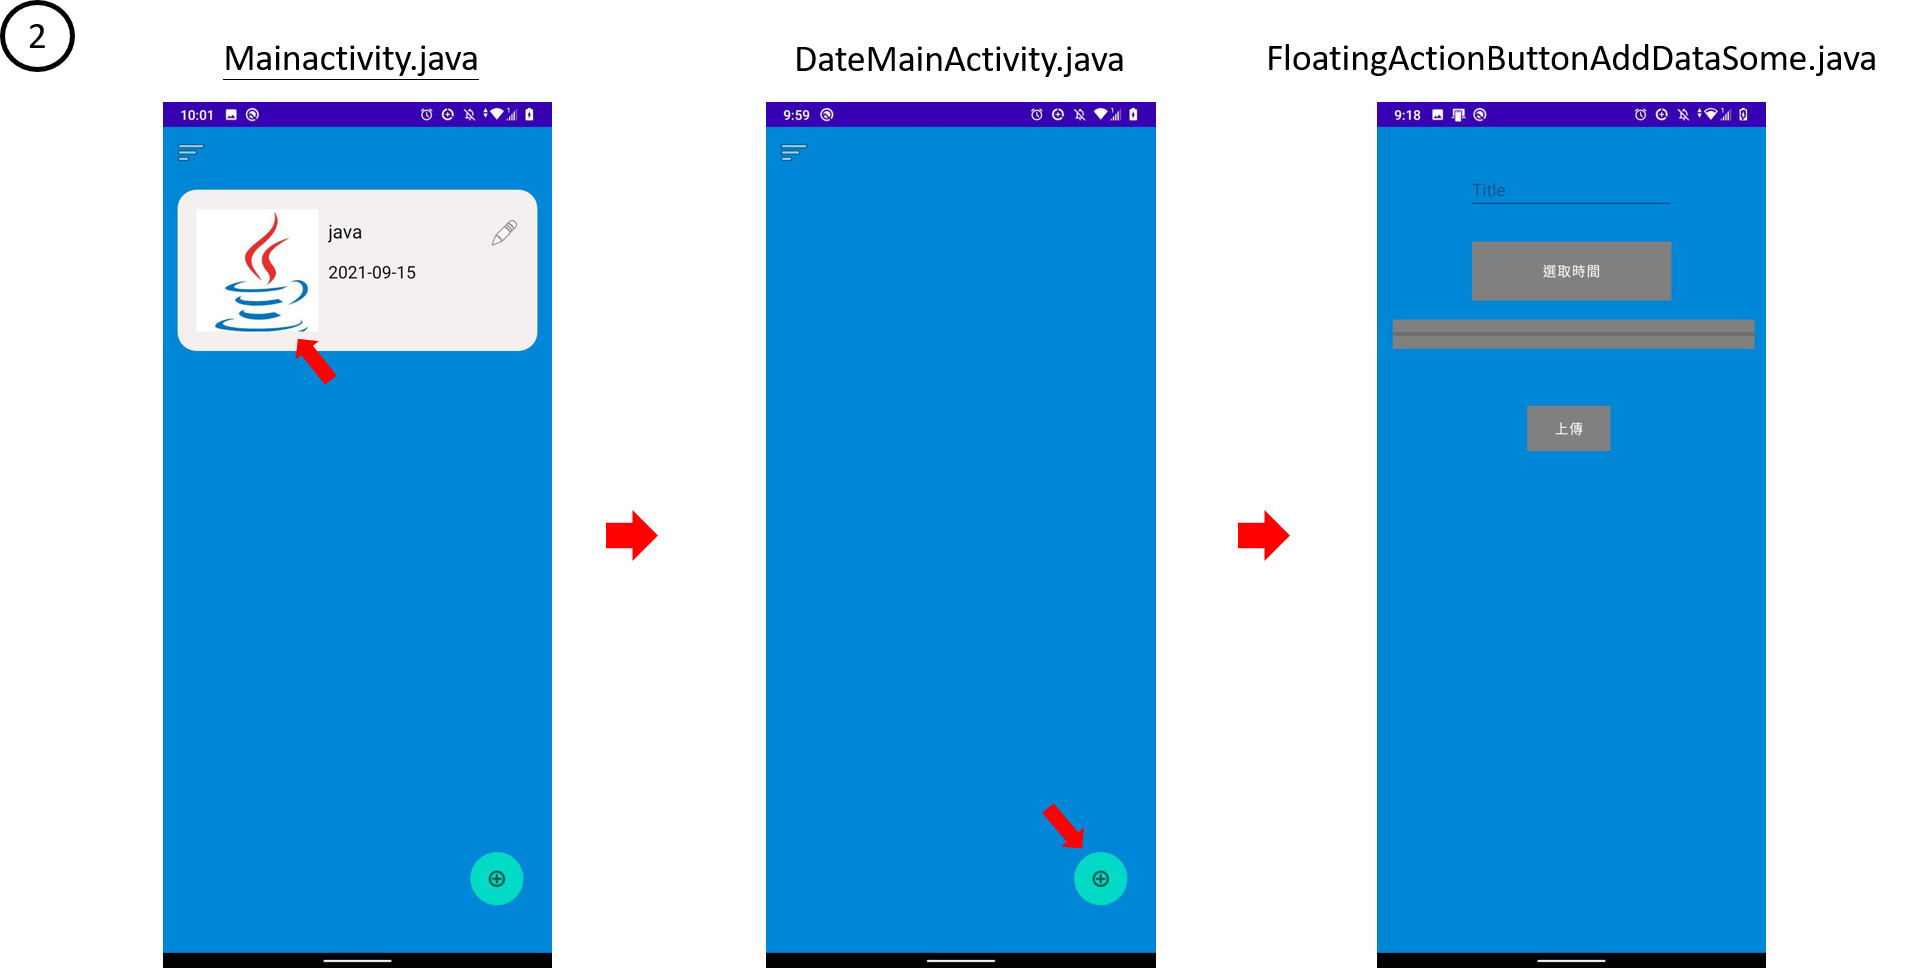 2
Mainactivity.java
DateMainActivity.java
FloatingActionButtonAddDataSome.java
10:01
java
2021-09-15
9:59
9:18
Title
選取時間
上傳